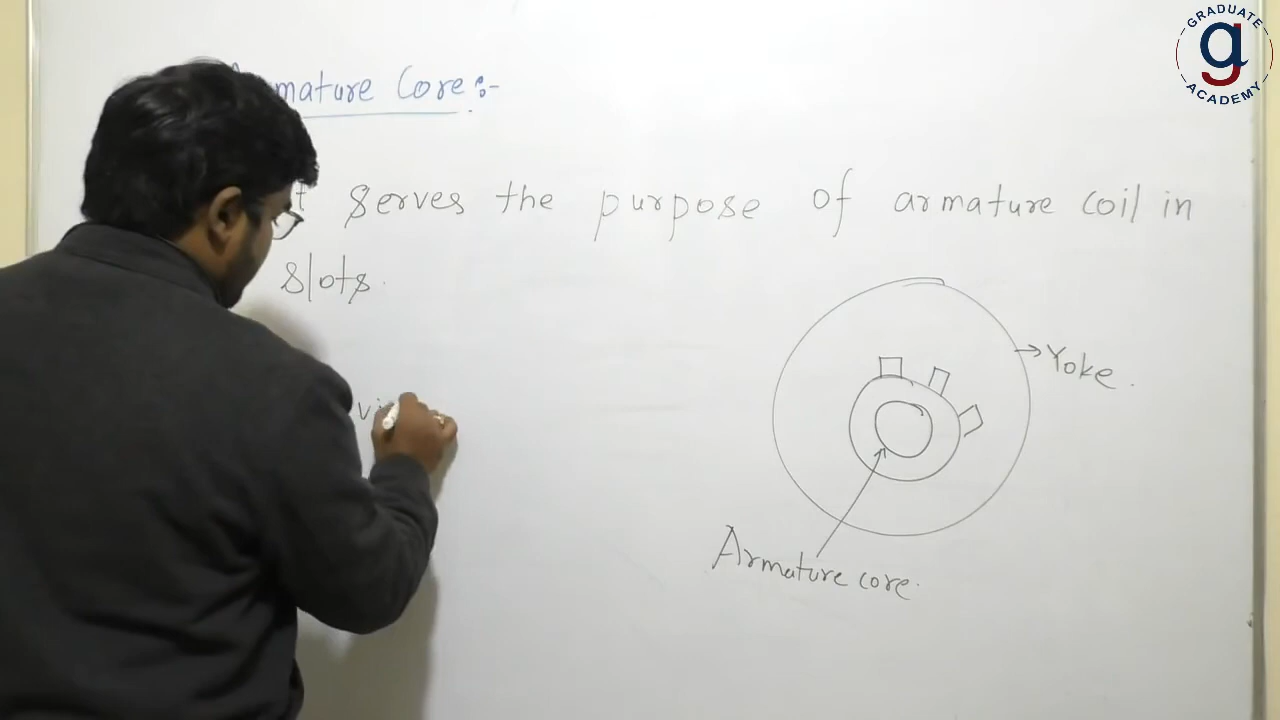 GRADUATE
g
ACADEMY
mature Core :-
serves the purpose of armature coil in
slots.
Yoke.
Armature core.